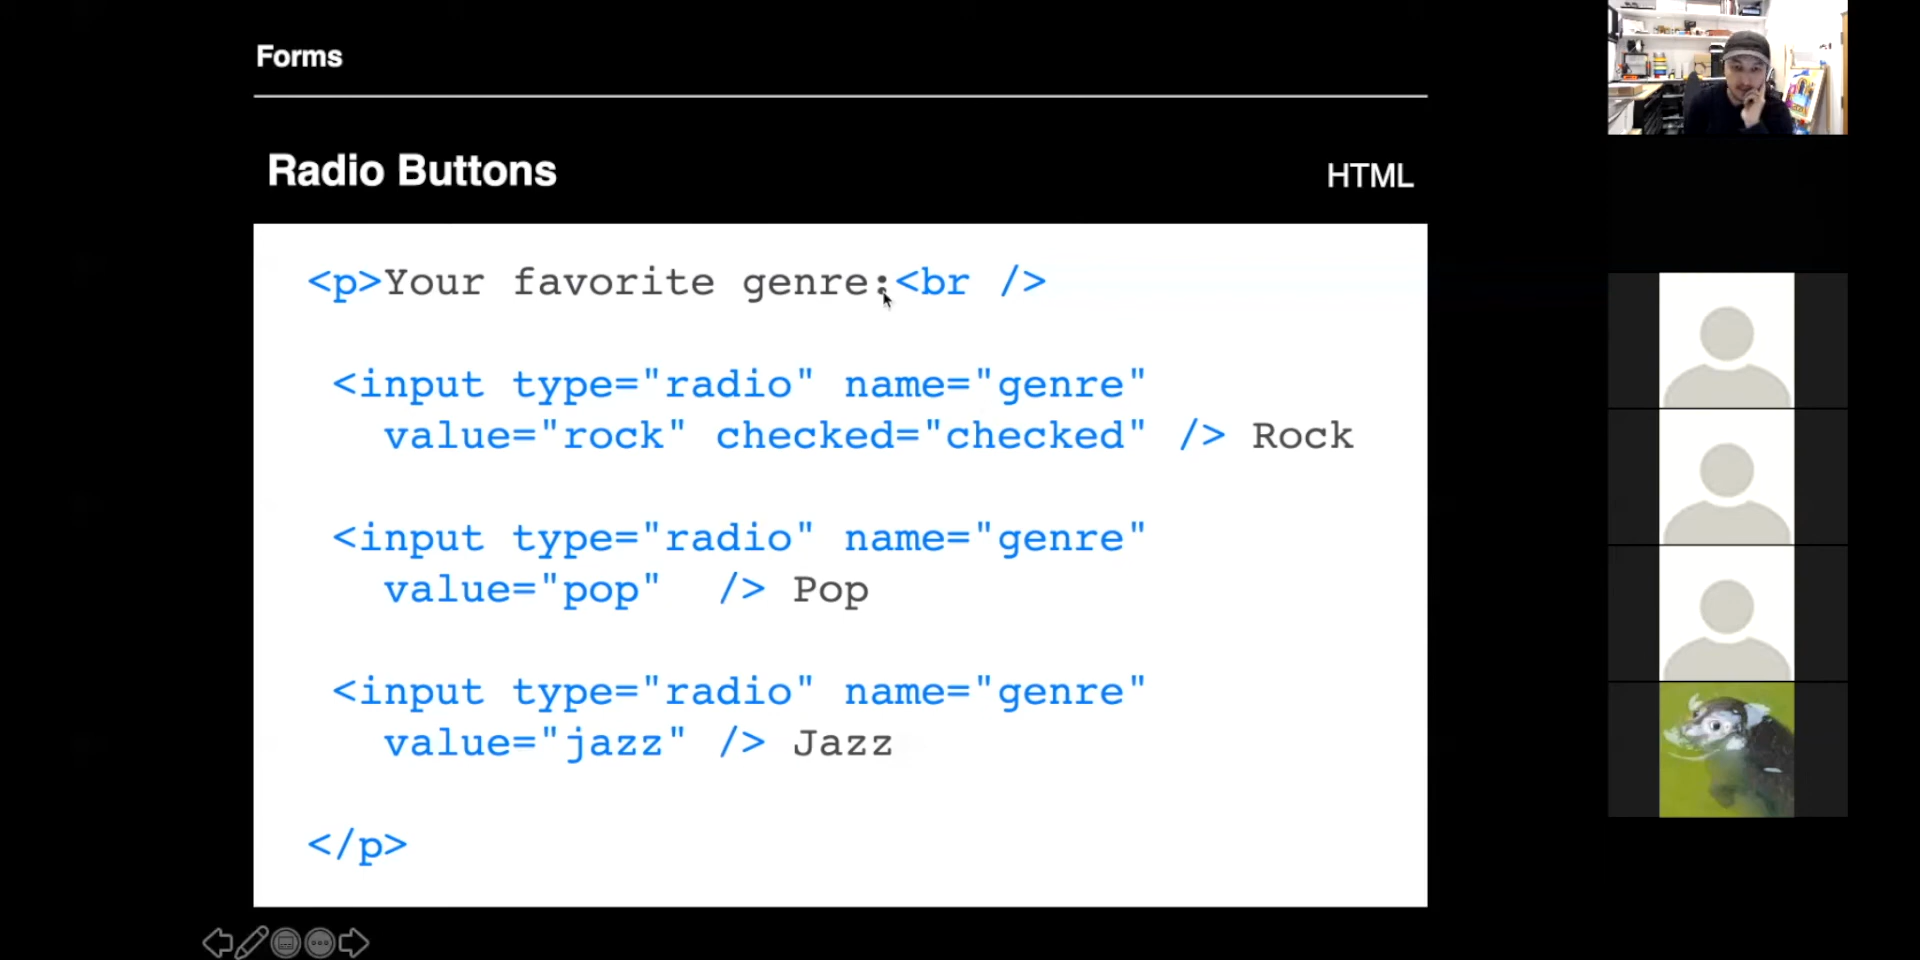 Forms
Radio Buttons
HTML
<p>Your favorite genre:<br />
<input type="radio" name="genre"
value="rock" checked="checked" /> Rock
<input type="radio" name="genre"
value="pop"  /> Pop
<input type="radio" name="genre"
value="jazz" /> Jazz
</p>